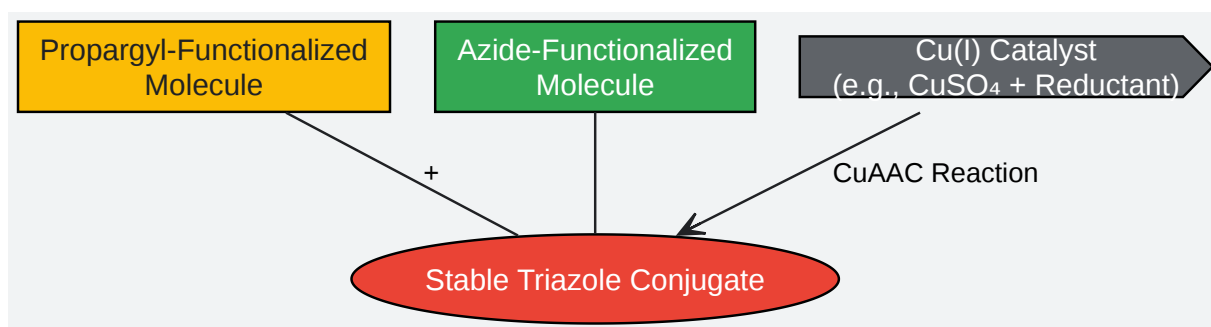 Propargyl-Functionalized
Molecule
Azide-Functionalized
Molecule
Cu(I) Catalyst
(e.g., CuSO₄ + Reductant)
+
CuAAC Reaction
Stable Triazole Conjugate